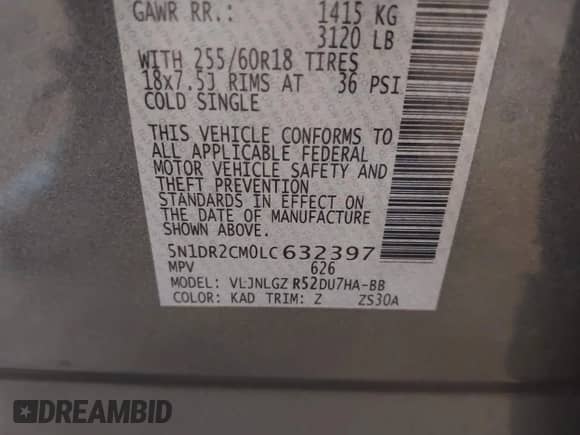 GAWR RR.: 1415 KG
3120 LB
WITH 255/60R18 TIRES
18x7.5J RIMS AT 36 PSI
COLD SINGLE
THIS VEHICLE CONFORMS TO
ALL APPLICABLE FEDERAL
MOTOR VEHICLE SAFETY AND
THEFT PREVENTION
STANDARDS IN EFFECT ON
THE DATE OF MANUFACTURE
SHOWN ABOVE.
5N1DR2CM0LC632397
MPV 626
MODEL: VLJNLGZ R52DU7HA-BB
COLOR: KAD TRIM: Z ZS30A
DREAMBID